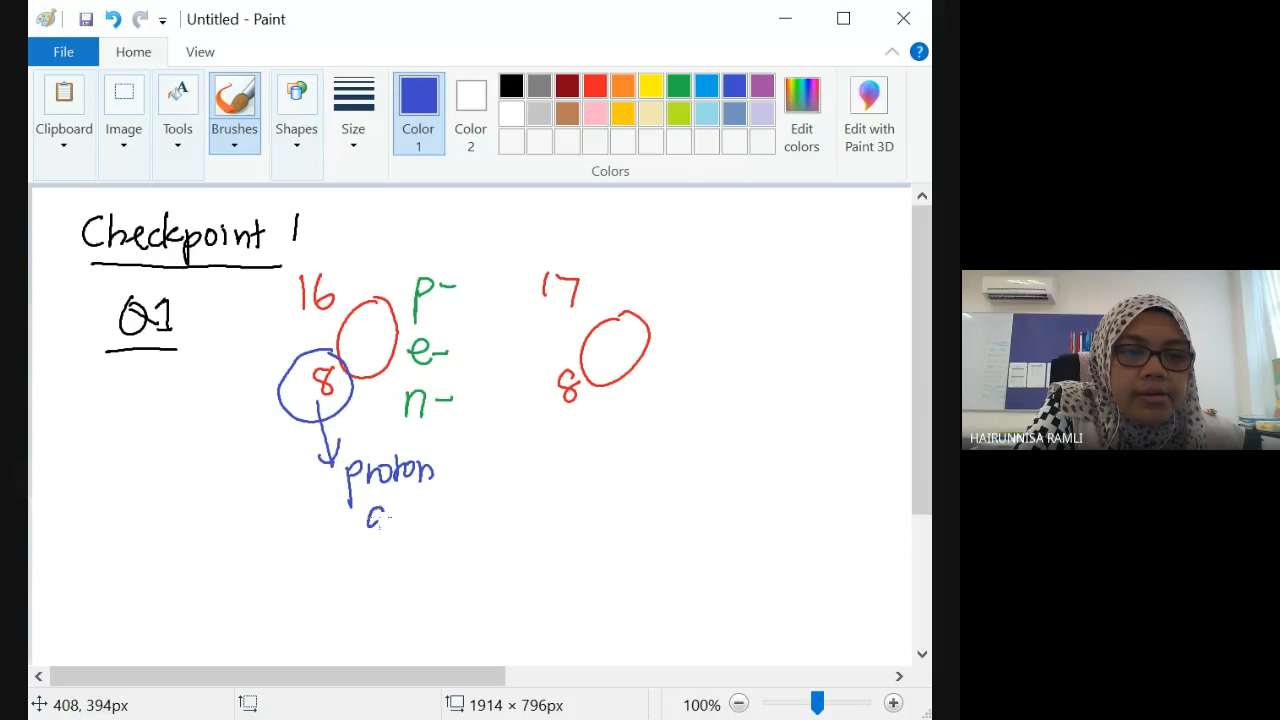 Untitled - Paint
File Home View
Clipboard Image Tools Brushes Shapes Size Color 1 Color 2 Edit colors Edit with Paint 3D
Colors
Checkpoint 1
Q1
16 O 8
p-
e-
n-
17 O 8
proton
HAIRUNNISA RAMLI
408, 394px 1914 × 796px 100%